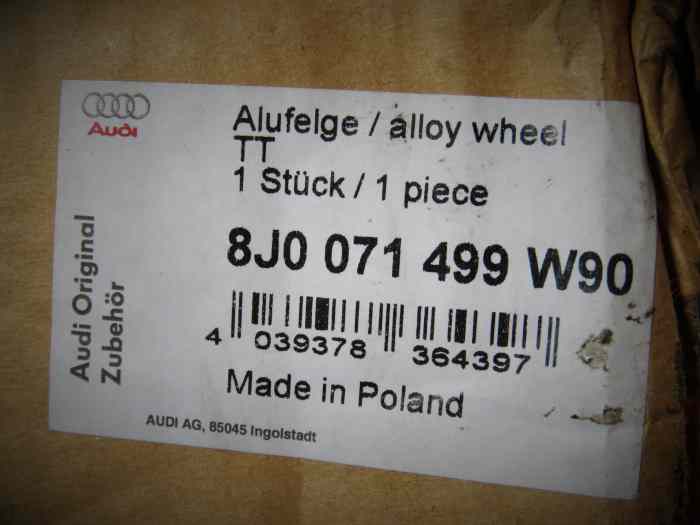 Audi
Alufelge / alloy wheel
TT
1 Stück / 1 piece
8J0 071 499 W90
4 039378 364397
Made in Poland
Audi Original
Zubehör
AUDI AG, 85045 Ingolstadt